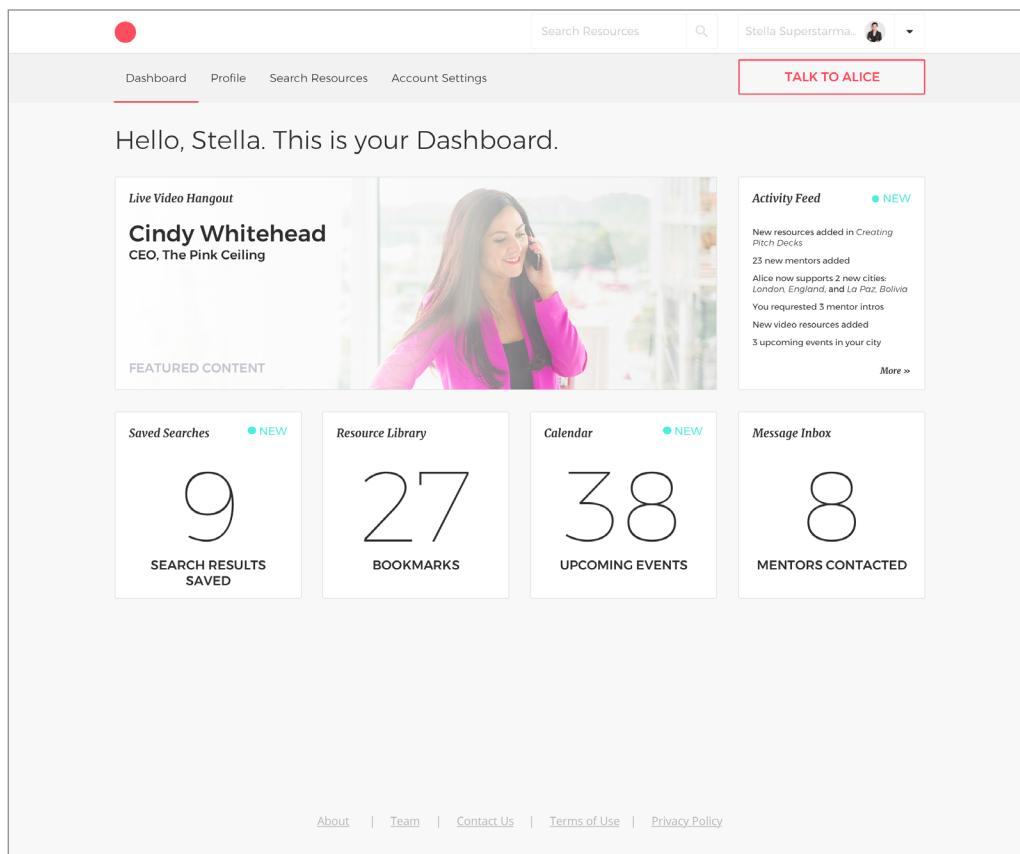 Search Resources
Stella Superstarma...
Dashboard
Profile
Search Resources
Account Settings
TALK TO ALICE
Hello, Stella. This is your Dashboard.
Live Video Hangout
Cindy Whitehead
CEO, The Pink Ceiling
FEATURED CONTENT
Activity Feed
NEW
New resources added in Creating
Pitch Decks
23 new mentors added
Alice now supports 2 new cities:
London, England, and La Paz, Bolivia
You requrested 3 mentor intros
New video resources added
3 upcoming events in your city
More »
Saved Searches
NEW
9
SEARCH RESULTS
SAVED
Resource Library
27
BOOKMARKS
Calendar
NEW
38
UPCOMING EVENTS
Message Inbox
8
MENTORS CONTACTED
About | Team | Contact Us | Terms of Use | Privacy Policy